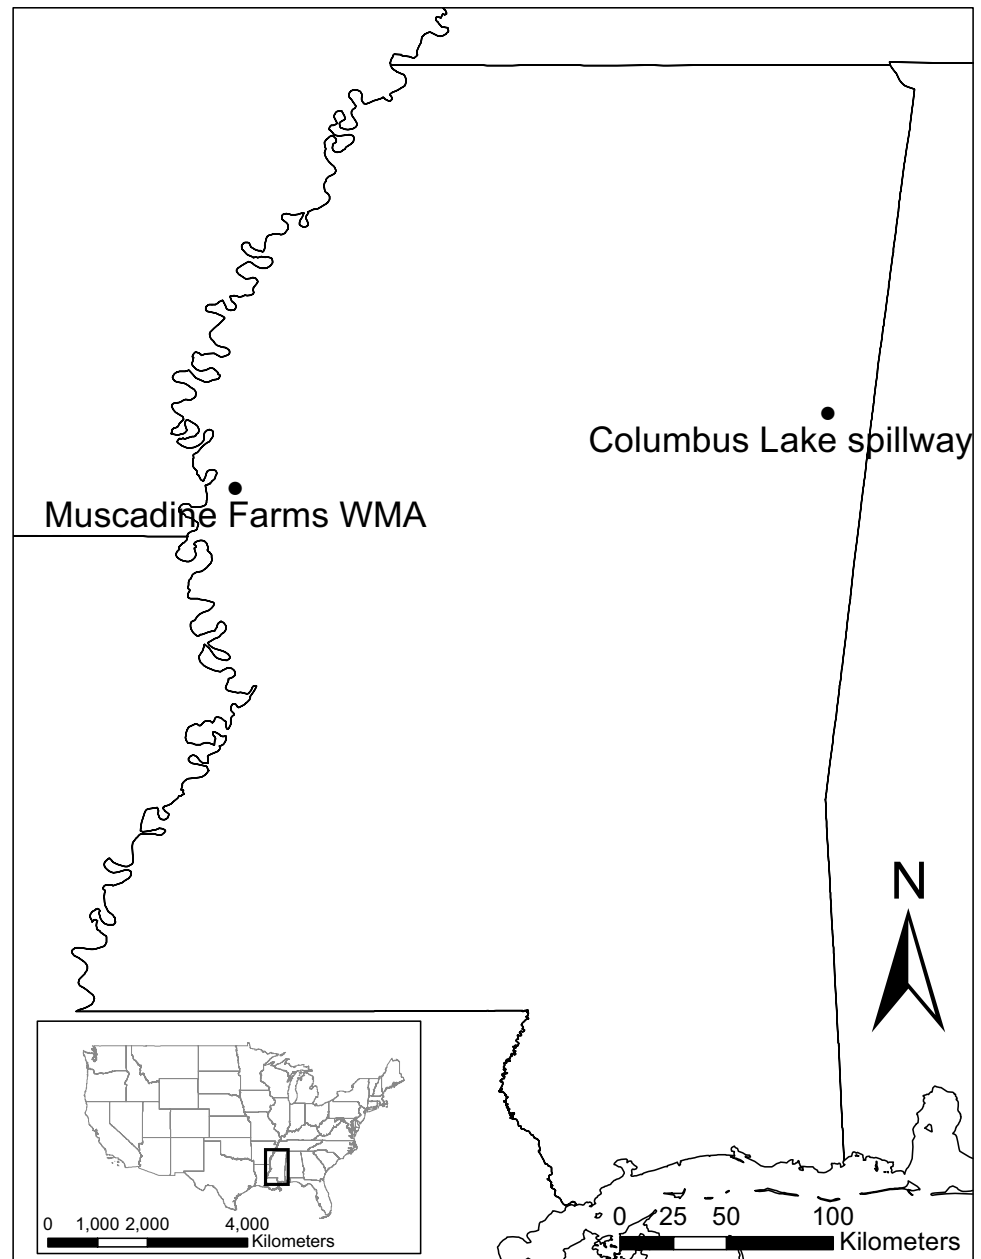 Columbus Lake spillway
Muscadine Farms WMA
N
0 1,000 2,000 4,000
Kilometers
0 25 50 100
Kilometers